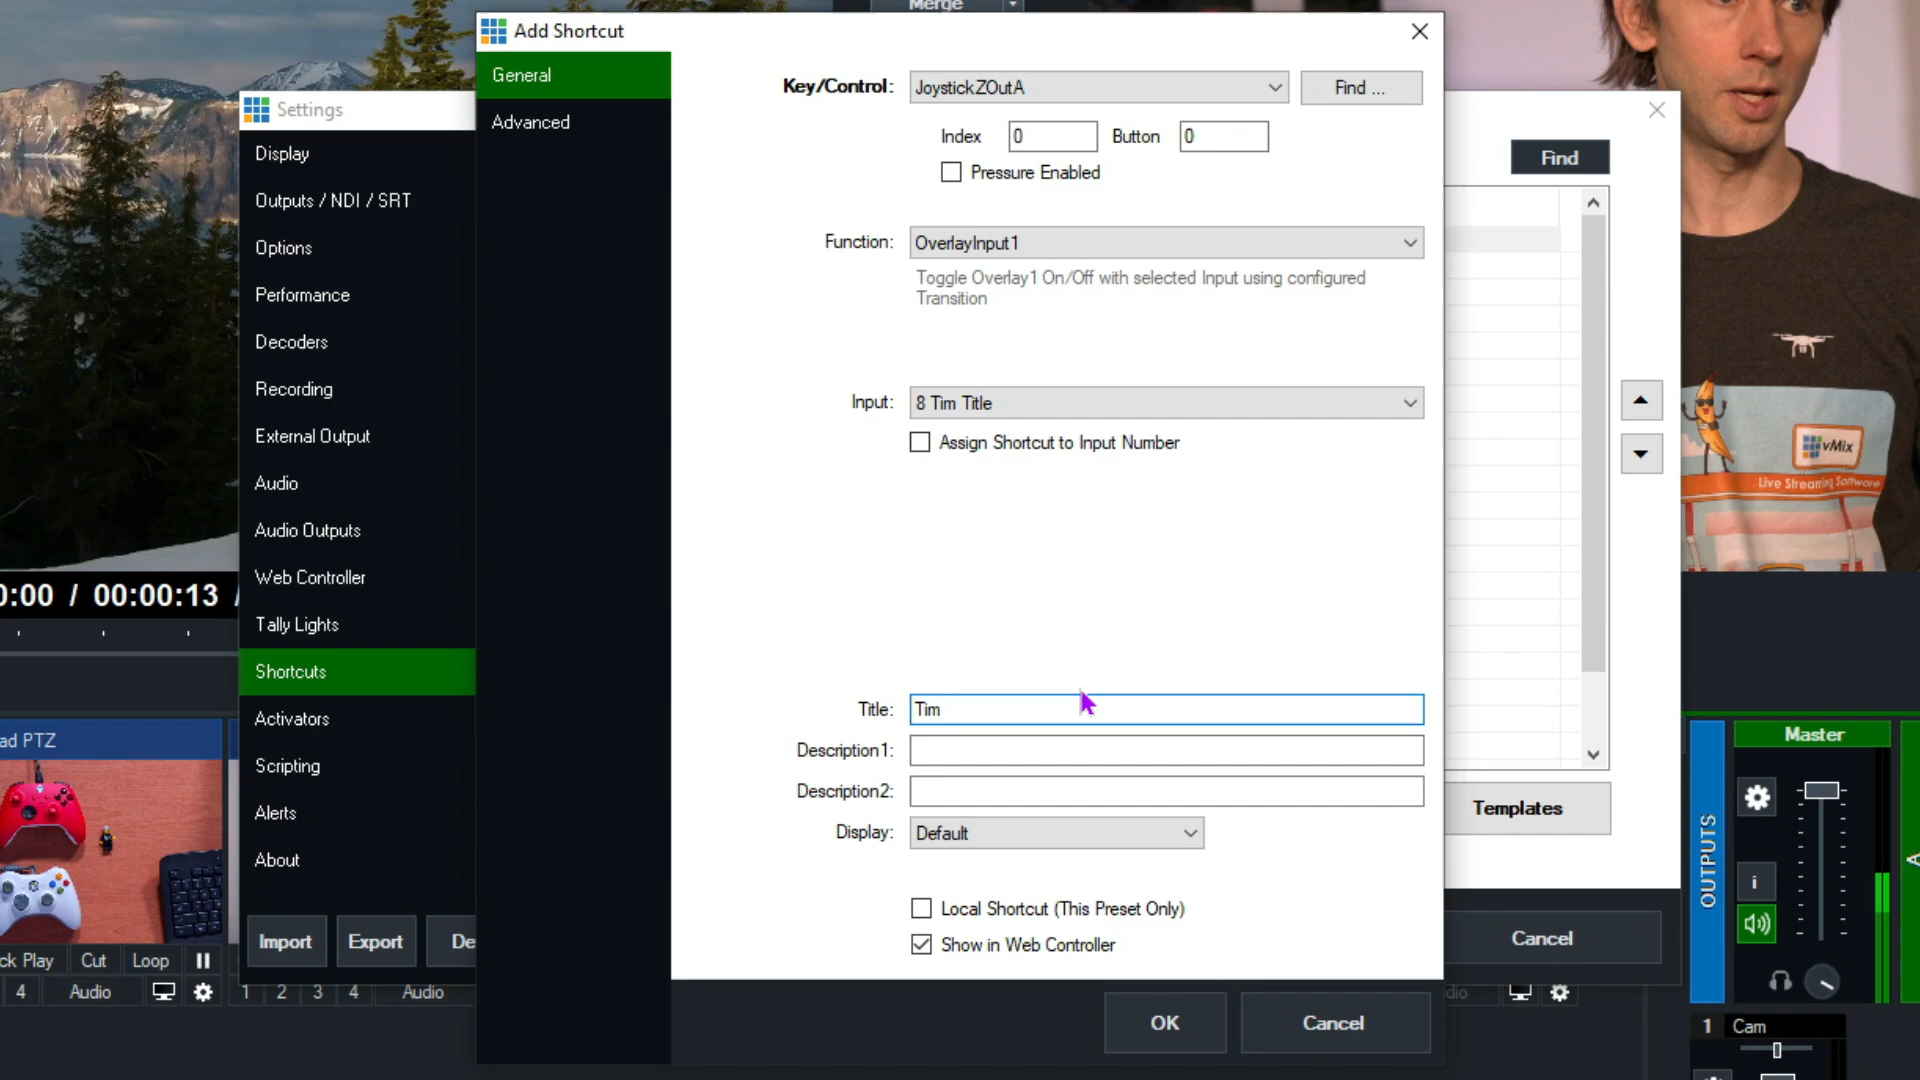 Merge
Add Shortcut
General
Advanced
Key/Control:
JoystickZOutA
Find ...
Index
0
Button
0
Pressure Enabled
Function:
OverlayInput1
Toggle Overlay1 On/Off with selected Input using configured
Transition
Input:
8 Tim Title
Assign Shortcut to Input Number
Title:
Tim
Description1:
Description2:
Display:
Default
Local Shortcut (This Preset Only)
Show in Web Controller
OK
Cancel
Settings
Display
Outputs / NDI / SRT
Options
Performance
Decoders
Recording
External Output
Audio
Audio Outputs
Web Controller
Tally Lights
Shortcuts
Activators
Scripting
Alerts
About
Import
Export
De
Find
Templates
Cancel
0:00 / 00:00:13 /
ad PTZ
ck Play
Cut
Loop
4
Audio
1
2
3
4
Audio
dio
vMix
Live Streaming Software
OUTPUTS
Master
i
A
1
Cam